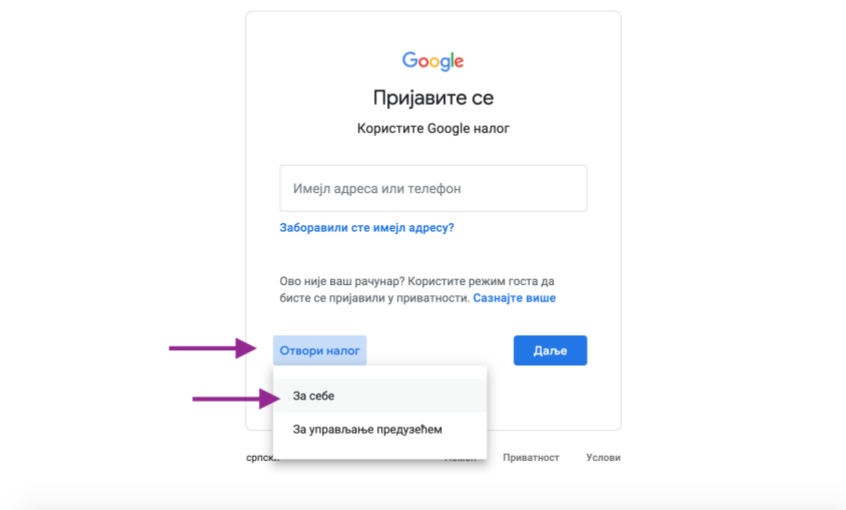 Google
Пријавите се
Користите Google налог
Имејл адреса или телефон
Заборавили сте имејл адресу?
Ово није ваш рачунар? Користите режим госта да
бисте се пријавили у приватности. Сазнајте више
Отвори налог
Даље
За себе
За управљање предузећем
Приватност
Услови